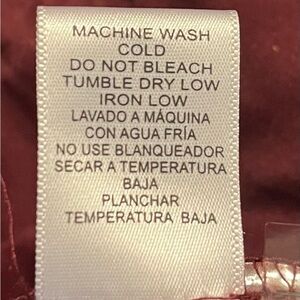 MACHINE WASH
COLD
DO NOT BLEACH
TUMBLE DRY LOW
IRON LOW
LAVADO A MÁQUINA
CON AGUA FRÍA
NO USE BLANQUEADOR
SECAR A TEMPERATURA
BAJA
PLANCHAR
TEMPERATURA BAJA